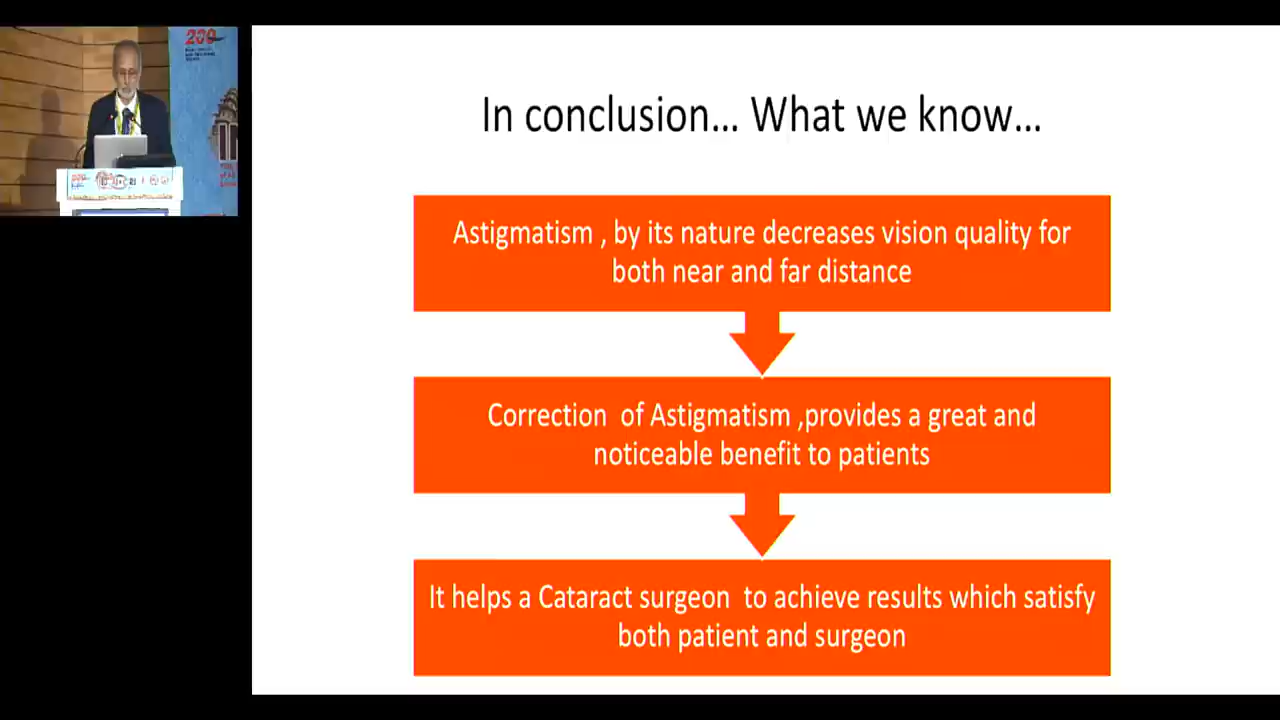 In conclusion... What we know...
Astigmatism , by its nature decreases vision quality for
both near and far distance
Correction of Astigmatism ,provides a great and
noticeable benefit to patients
It helps a Cataract surgeon to achieve results which satisfy
both patient and surgeon